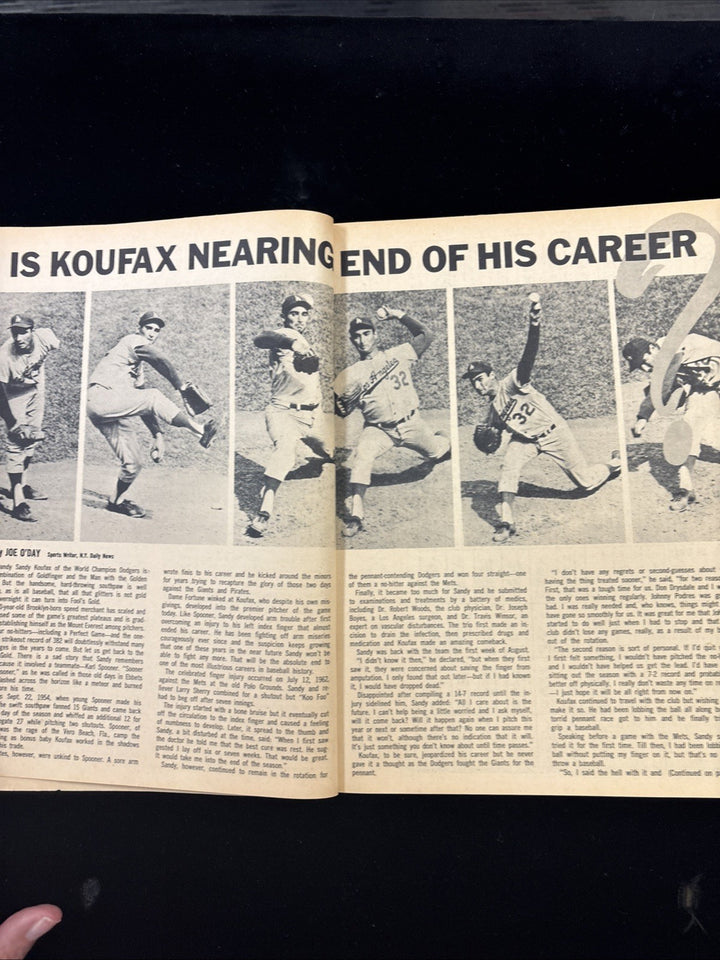 IS KOUFAX NEARING END OF HIS CAREER ?
Los Angeles
32
32
JOE O'DAY Sports Writer, N.Y. Daily News
Sandy Koufax of the World Champion Dodgers is
of Goldfinger and the Man with the Golden
But the handsome, hard-throwing southpaw is well
as is all baseball, that all that glitters is not gold
overnight it can turn into Fool's Gold.
-year-old Brooklyn-born speed merchant has scaled and
some of the game's greatest plateaus and is
establishing himself as the Mount Everest among pitchers.
no-hitters—including a Perfect Game—and the one-
strikeout record of 382 will doubtlessly withstand many
in the years to come. But let us get back to the
Gold. There is a sad story that Sandy remembers
cause it involved a teammate—Karl Spooner. "Sooner
Spooner," as he was called in those old days in Ebbets
across the horizon like a meteor and burned
his time.
Sept. 22, 1954, when young Spooner made his
the swift southpaw fanned 15 Giants and came back
day of the season and whiffed an additional 12 for
27 while pitching two shutouts. Spooner, of
was the rage of Vero Beach, Fla., camp the
as bonus baby Koufax worked in the shadows
his trade.
however, were unkind to Spooner. A sore arm
wrote finis to his career and he kicked around the minors
for years trying to recapture the glory of those two days
against the Giants and Pirates.
Dame Fortune winked at Koufax, who despite his own mis-
givings, developed into the premier pitcher of the game
today. Like Spooner, Sandy developed arm trouble after first
overcoming an injury to his left index finger that almost
ended his career. He has been fighting off arm miseries
courageously ever since and the suspicion keeps growing
that one of these years in the near future Sandy won't be
able to fight any more. That will be the absolute end to
one of the most illustrious careers in baseball history.
The celebrated finger injury occurred on July 12, 1962,
against the Mets at the old Polo Grounds. Sandy and re-
liever Larry Sherry combined for a shutout but "Koo Foo"
had to beg off after seven innings.
The injury started with a bone bruise but it eventually cut
off the circulation to the index finger and caused a feeling
of numbness to develop. Later, it spread to the thumb and
Sandy, a bit disturbed at the time, said, "When I first saw
the doctor he told me that the best cure was rest. He sug-
gested I lay off six or seven weeks. That would be great.
It would take me into the end of the season."
Sandy, however, continued to remain in the rotation for
the pennant-contending Dodgers and won four straight—one
of them a no-hitter against the Mets.
Finally, it became too much for Sandy and he submitted
to examinations and treatments by a battery of medics,
including Dr. Robert Woods, the club physician, Dr. Joseph
Boyes, a Los Angeles surgeon, and Dr. Travis Winsor, an
expert on vascular disturbances. The trio first made an in-
cision to drain the infection, then prescribed drugs and
medication and Koufax made an amazing comeback.
Sandy was back with the team the first week of August.
"I didn't know it then," he declared, "but when they first
saw it, they were concerned about saving the finger from
amputation. I only found that out later—but if I had known
it, I would have dropped dead."
Disappointed after compiling a 14-7 record until the in-
jury sidelined him, Sandy added: "All I care about is the
future. I can't help being a little worried and I ask myself,
will it come back? Will it happen again when I pitch this
year or next or sometime after that? No one can assure me
that it won't, although there's no indication that it will.
It's just something you don't know about until time passes."
Koufax, to be sure, jeopardized his career but he never
gave it a thought as the Dodgers fought the Giants for the
pennant.
"I don't have any regrets or second-guesses about
having the thing treated sooner," he said, "for two
First, that was a tough time for us. Don Drysdale and I
the only ones winning regularly. Johnny Podres was
bad. I was really needed and, who knows, things might
have gone so smoothly for us. It was great for me that
started to do well just when I had to stop and that
club didn't lose any games, really, as a result of my
out of the rotation.
"The second reason is sort of personal. If I'd quit
I first felt something, I wouldn't have pitched the no
and I wouldn't have helped us get the lead. I'd have
sitting out the season with a 7-2 record and probably
better off physically. I really don't waste any time on
—I just hope it will be all right from now on."
Koufax continued to travel with the club but wishing
make it so. He had been lobbing the ball all along but
torrid pennant race got to him and he finally
grip a baseball.
Speaking before a game with the Mets, Sandy
tried it for the first time. Till then, I had been
ball without putting my finger on it, but that's no
throw a baseball.
"So, I said the hell with it and (Continued on